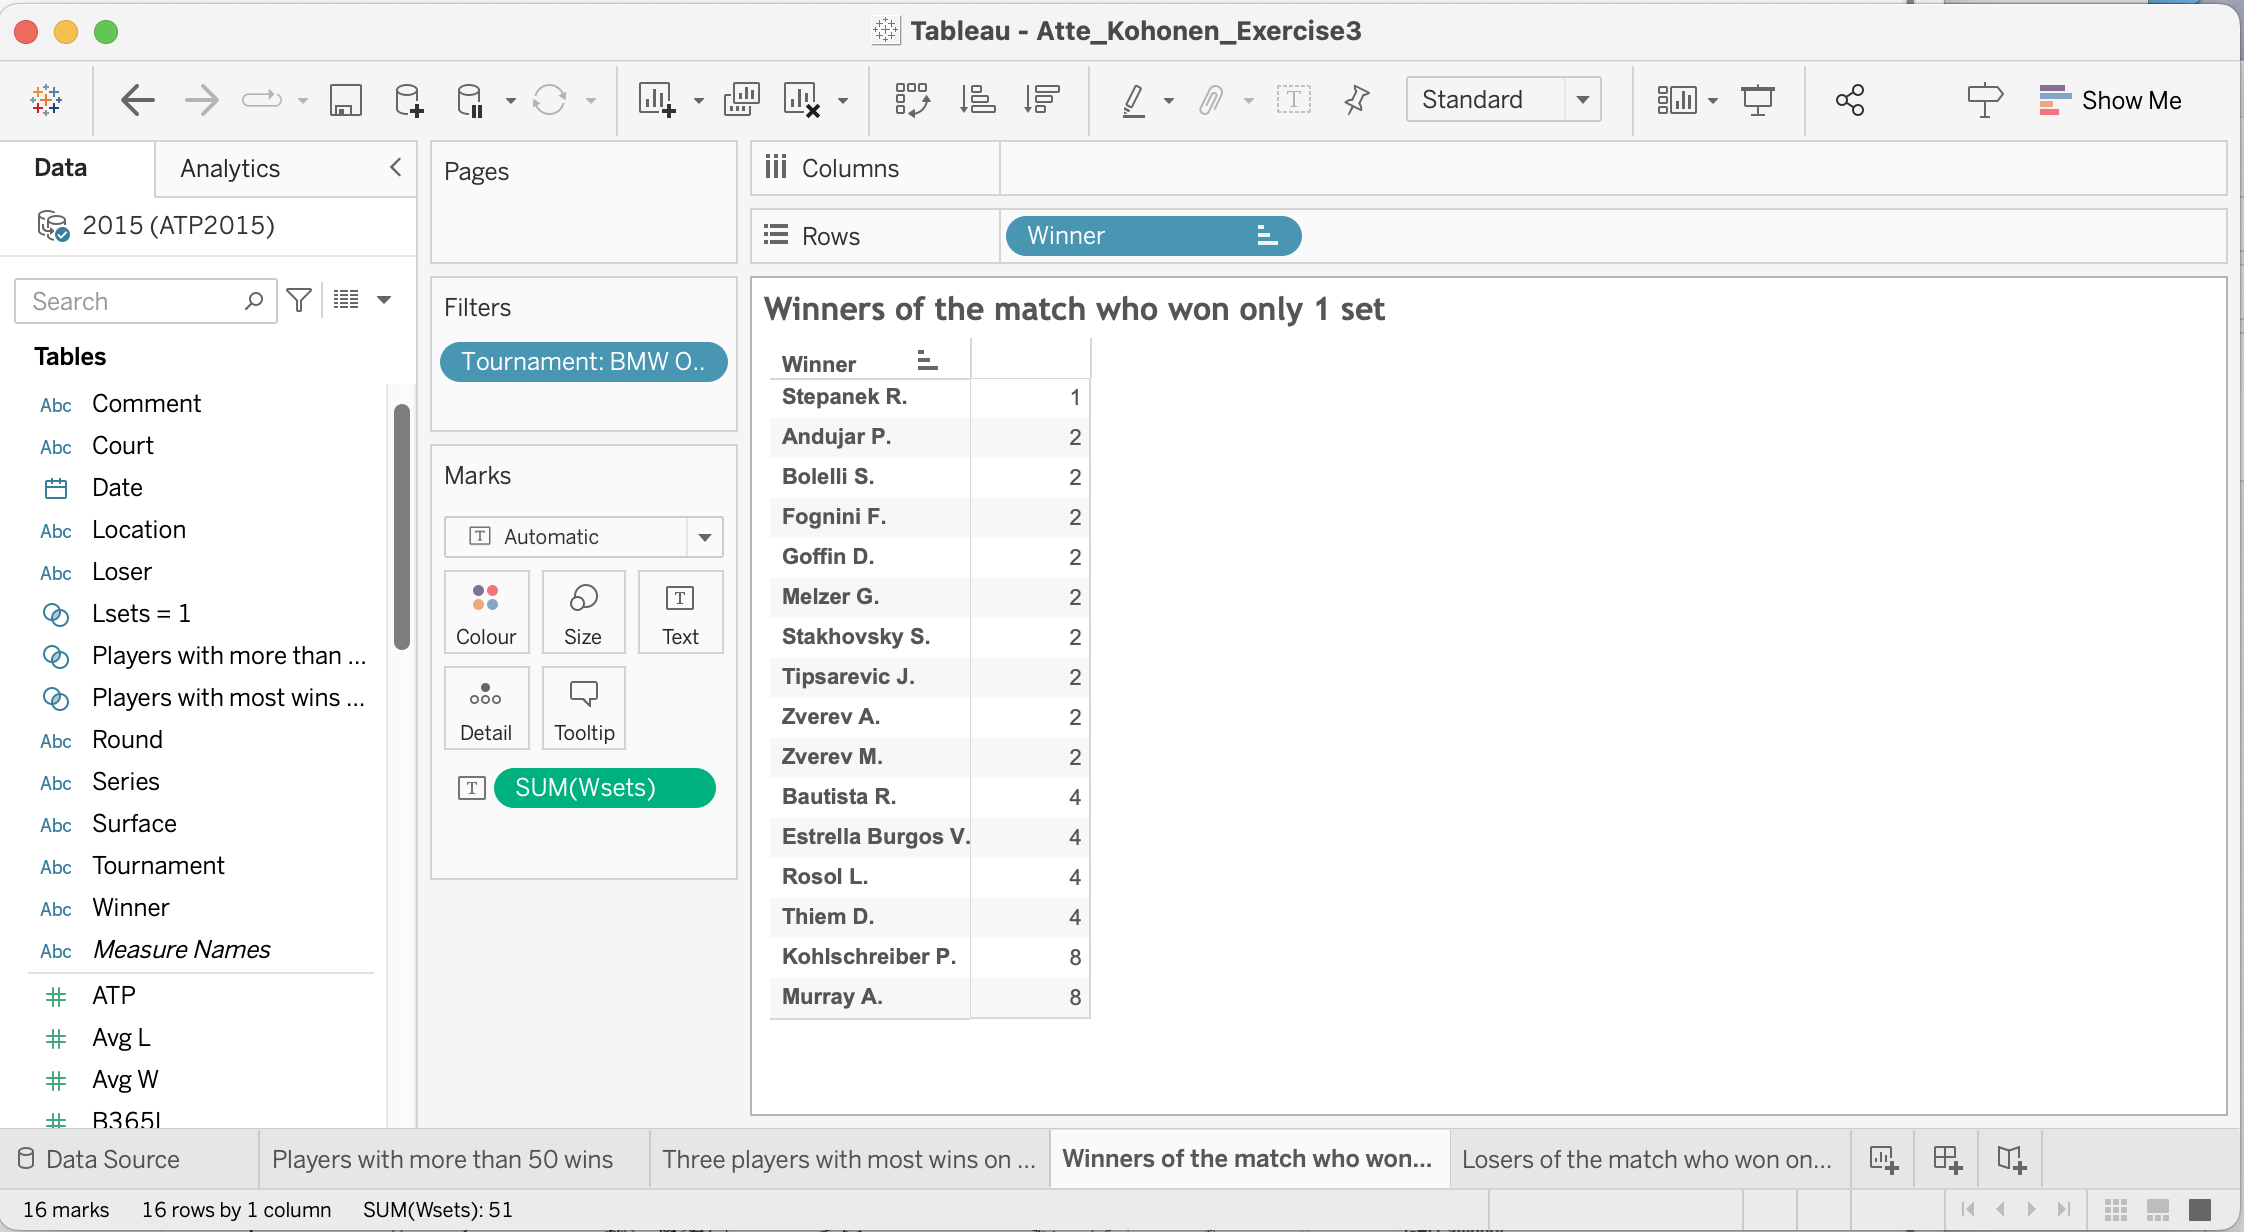 Tableau - Atte_Kohonen_Exercise3
Standard
Show Me
Data
Analytics
2015 (ATP2015)
Search
Tables
Abc Comment
Abc Court
Date
Abc Location
Abc Loser
Lsets = 1
Players with more than ...
Players with most wins ...
Abc Round
Abc Series
Abc Surface
Abc Tournament
Abc Winner
Abc Measure Names
# ATP
# Avg L
# Avg W
# B365L
Pages
Filters
Tournament: BMW O..
Marks
T Automatic
Colour
Size
T Text
Detail
Tooltip
T SUM(Wsets)
Columns
Rows
Winner
Winners of the match who won only 1 set
Winner
Stepanek R. 1
Andujar P. 2
Bolelli S. 2
Fognini F. 2
Goffin D. 2
Melzer G. 2
Stakhovsky S. 2
Tipsarevic J. 2
Zverev A. 2
Zverev M. 2
Bautista R. 4
Estrella Burgos V. 4
Rosol L. 4
Thiem D. 4
Kohlschreiber P. 8
Murray A. 8
Data Source
Players with more than 50 wins
Three players with most wins on ...
Winners of the match who won...
Losers of the match who won on...
16 marks
16 rows by 1 column
SUM(Wsets): 51